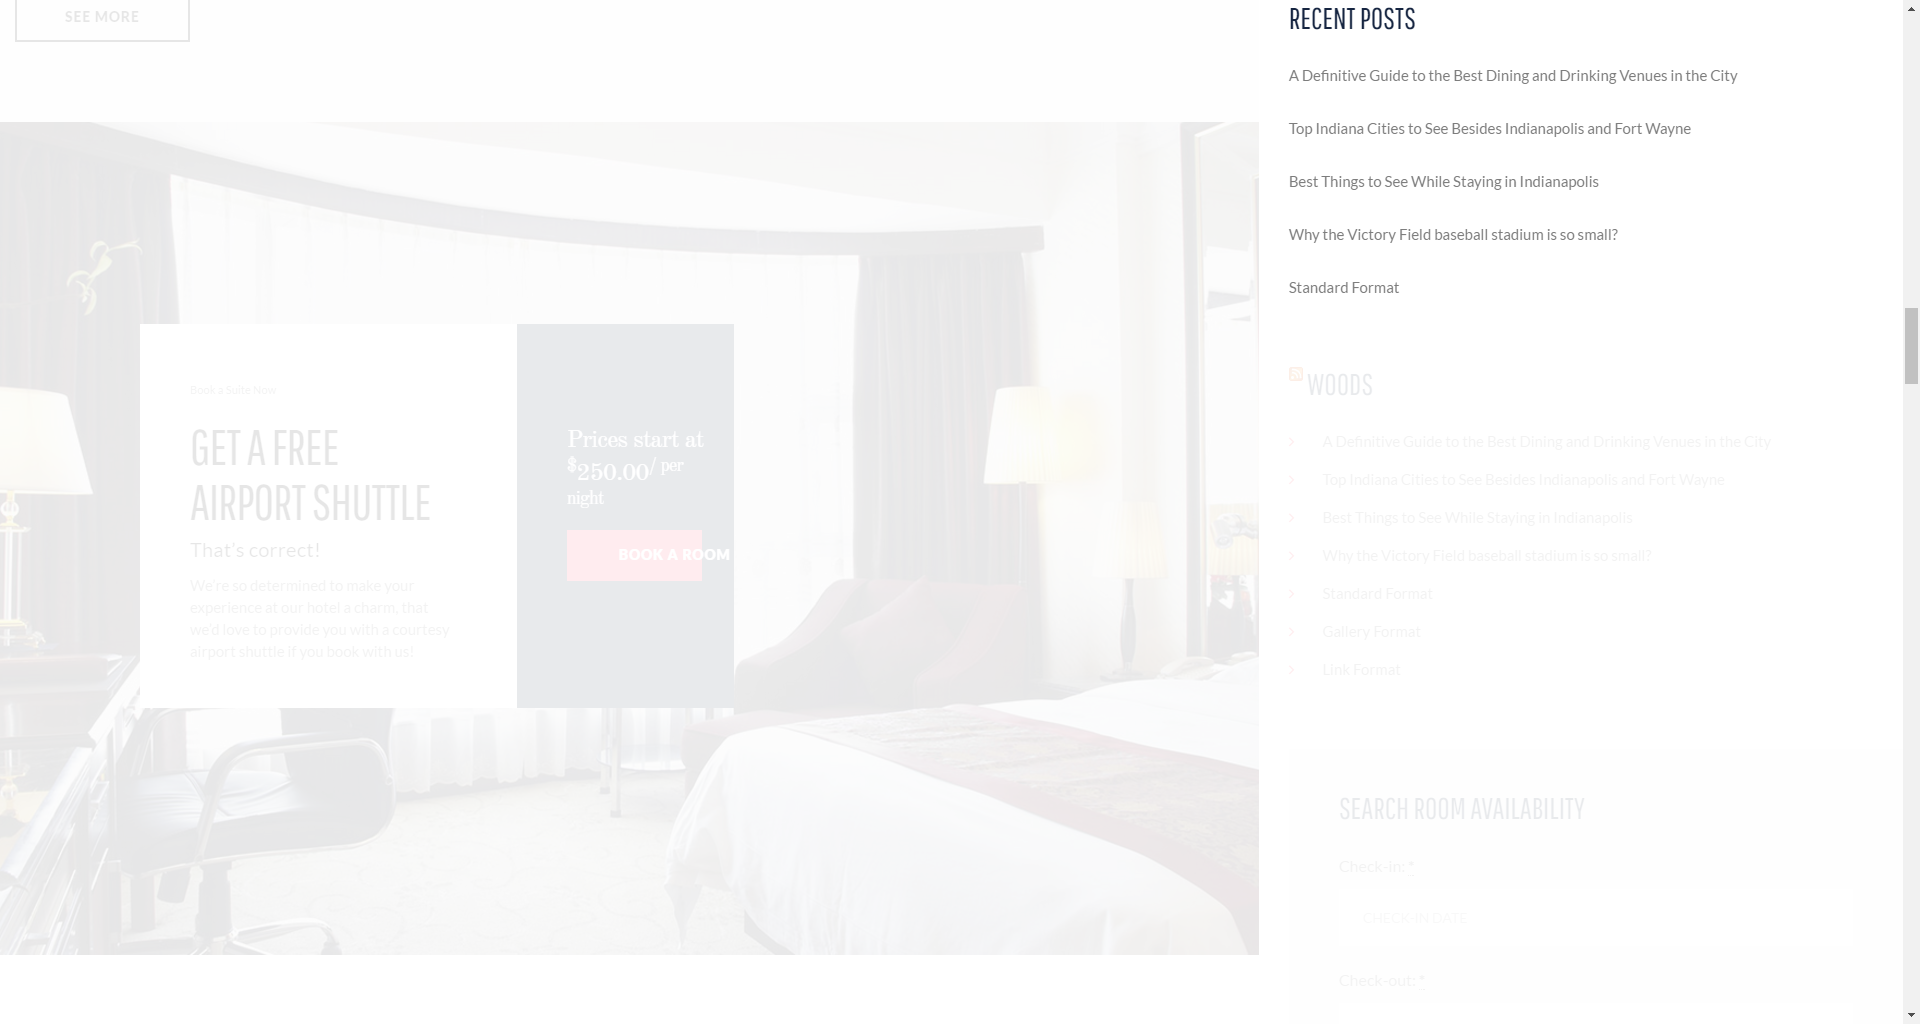 SEE MORE
Book a Suite Now
GET A FREE
AIRPORT SHUTTLE
That's correct!
We're so determined to make your
experience at our hotel a charm, that
we'd love to provide you with a courtesy
airport shuttle if you book with us!
Prices start at
$250.00/ per
night
BOOK A ROOM
RECENT POSTS
A Definitive Guide to the Best Dining and Drinking Venues in the City
Top Indiana Cities to See Besides Indianapolis and Fort Wayne
Best Things to See While Staying in Indianapolis
Why the Victory Field baseball stadium is so small?
Standard Format
WOODS
A Definitive Guide to the Best Dining and Drinking Venues in the City
Top Indiana Cities to See Besides Indianapolis and Fort Wayne
Best Things to See While Staying in Indianapolis
Why the Victory Field baseball stadium is so small?
Standard Format
Gallery Format
Link Format
SEARCH ROOM AVAILABILITY
Check-in: *
CHECK-IN DATE
Check-out: *